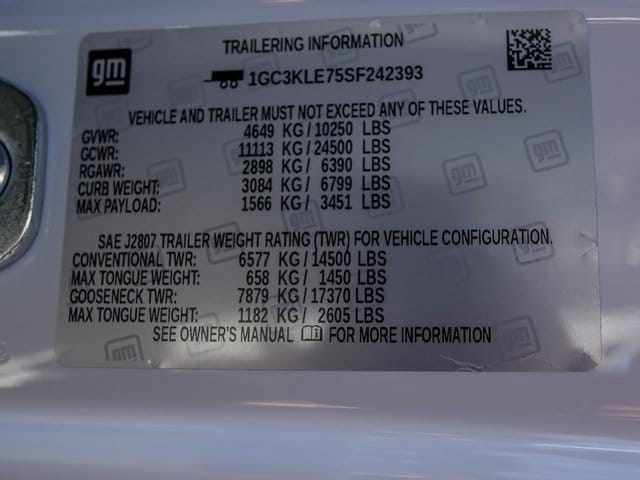 gm
TRAILERING INFORMATION
1GC3KLE75SF242393
VEHICLE AND TRAILER MUST NOT EXCEED ANY OF THESE VALUES.
GVWR: 4649 KG / 10250 LBS
GCWR: 11113 KG / 24500 LBS
RGAWR: 2898 KG / 6390 LBS
CURB WEIGHT: 3084 KG / 6799 LBS
MAX PAYLOAD: 1566 KG / 3451 LBS
SAE J2807 TRAILER WEIGHT RATING (TWR) FOR VEHICLE CONFIGURATION.
CONVENTIONAL TWR: 6577 KG / 14500 LBS
MAX TONGUE WEIGHT: 658 KG / 1450 LBS
GOOSENECK TWR: 7879 KG / 17370 LBS
MAX TONGUE WEIGHT: 1182 KG / 2605 LBS
SEE OWNER'S MANUAL FOR MORE INFORMATION